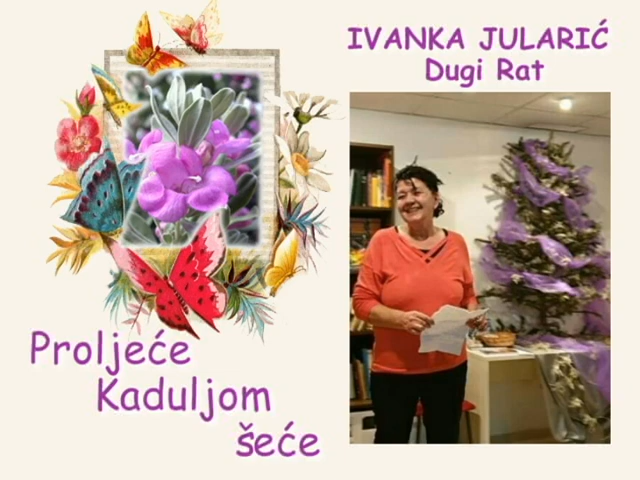 IVANKA JULARIĆ
Dugi Rat
Proljeće
Kaduljom
šeće